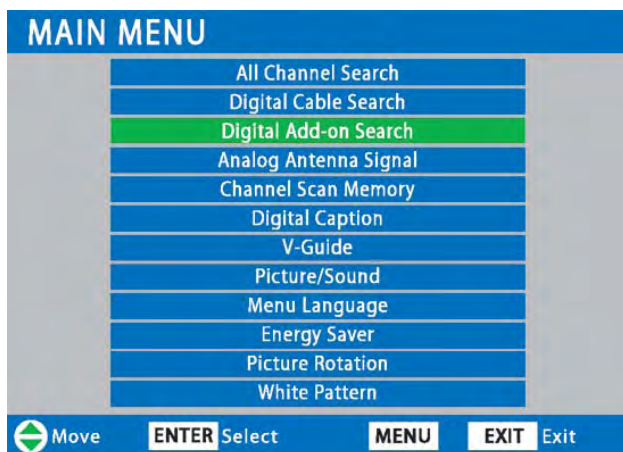 MAIN MENU
All Channel Search
Digital Cable Search
Digital Add-on Search
Analog Antenna Signal
Channel Scan Memory
Digital Caption
V-Guide
Picture/Sound
Menu Language
Energy Saver
Picture Rotation
White Pattern
Move ENTER Select MENU EXIT Exit